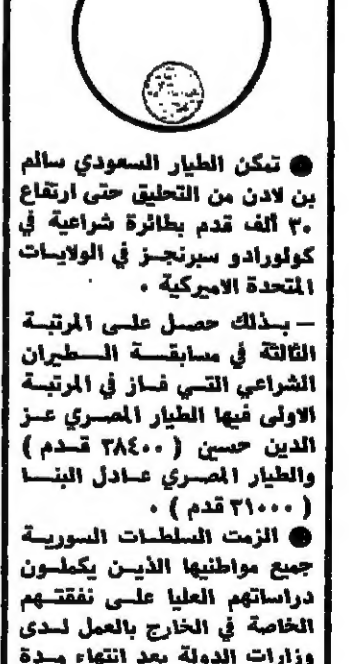 ● تمكن الطيار السعودي سالم
بن لادن من التحليق حتى ارتفاع
٣٠ ألف قدم بطائرة شراعية في
كولورادو سبرنجز في الولايات
المتحدة الاميركية .
— بذلك حصل على المرتبة
الثالثة في مسابقة الطيران
الشراعي التي فاز في المرتبة
الاولى فيها الطيار المصري عز
الدين حسين ( ٣٨٤٠٠ قدم )
والطيار المصري عادل البنا
( ٣١٠٠٠ قدم ) .
● الزمت السلطات السورية
جميع مواطنيها الذين يكملون
دراساتهم العليا على نفقتهم
الخاصة في الخارج بالعمل لدى
وزارات الدولة بعد انتهاء مدة